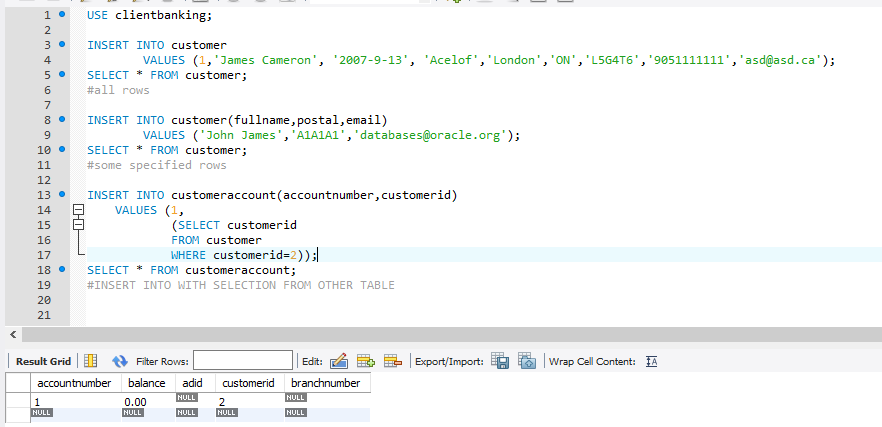 1 USE clientbanking;
2
3 INSERT INTO customer
4 VALUES (1,'James Cameron', '2007-9-13', 'Acelof','London','ON','L5G4T6','9051111111','asd@asd.ca');
5 SELECT * FROM customer;
6 #all rows
7
8 INSERT INTO customer(fullname,postal,email)
9 VALUES ('John James','A1A1A1','databases@oracle.org');
10 SELECT * FROM customer;
11 #some specified rows
12
13 INSERT INTO customeraccount(accountnumber,customerid)
14 VALUES (1,
15 (SELECT customerid
16 FROM customer
17 WHERE customerid=2));
18 SELECT * FROM customeraccount;
19 #INSERT INTO WITH SELECTION FROM OTHER TABLE
20
21
Result Grid Filter Rows: Edit: Export/Import: Wrap Cell Content: IA
accountnumber balance adid customerid branchnumber
1 0.00 NULL 2 NULL
NULL NULL NULL NULL NULL